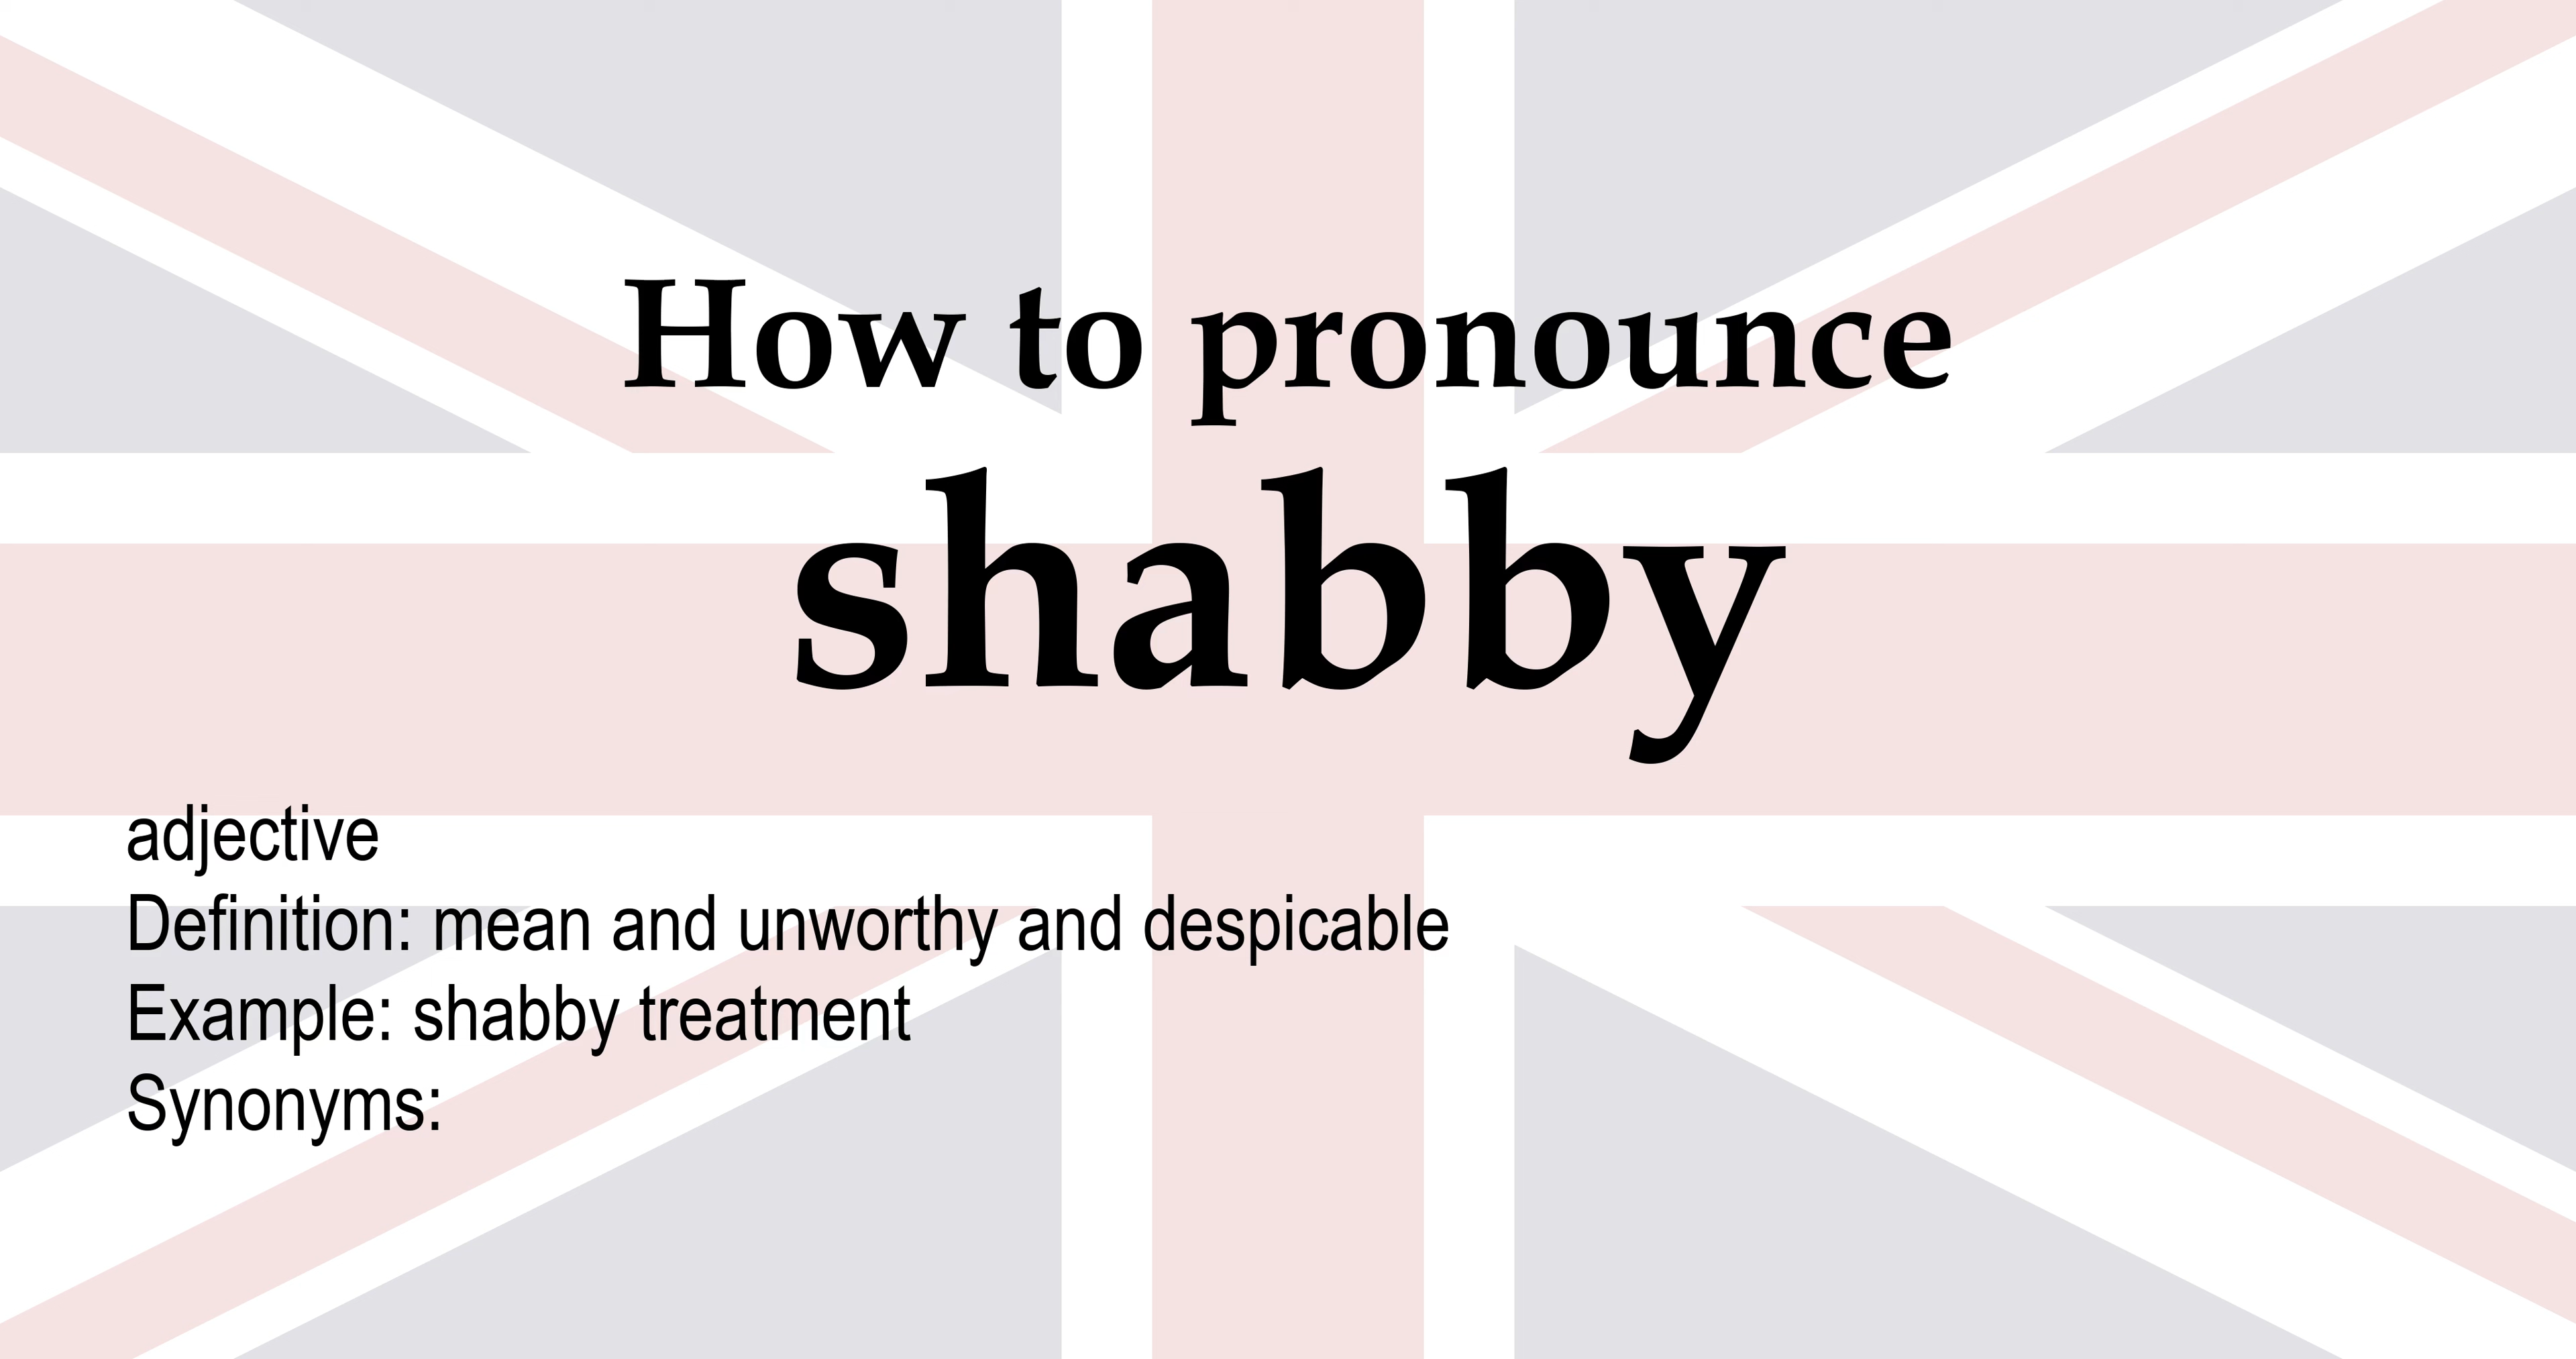 How to pronounce
shabby
adjective
Definition: mean and unworthy and despicable
Example: shabby treatment
Synonyms: